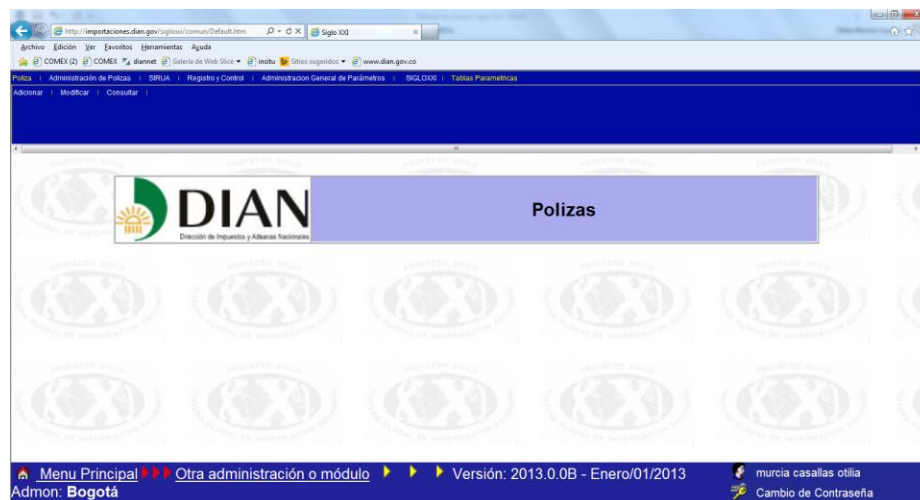 http://importaciones.dian.gov/sigloxxi/comun/Default.htm
Siglo XXI
Archivo Edición Ver Favoritos Herramientas Ayuda
COMEX (2) COMEX diannet Galería de Web Slice insitu Sitios sugeridos www.dian.gov.co
Poliza | Administración de Polizas | SIRUA | Registro y Control | Administracion General de Parámetros | SIGLOXXI | Tablas Parametricas
Adicionar | Modificar | Consultar |
DIAN
Dirección de Impuestos y Aduanas Nacionales
Polizas
PROYECTO SIGLO
Menu Principal Otra administración o módulo Versión: 2013.0.0B - Enero/01/2013 murcia casallas otilia
Admon: Bogotá Cambio de Contraseña